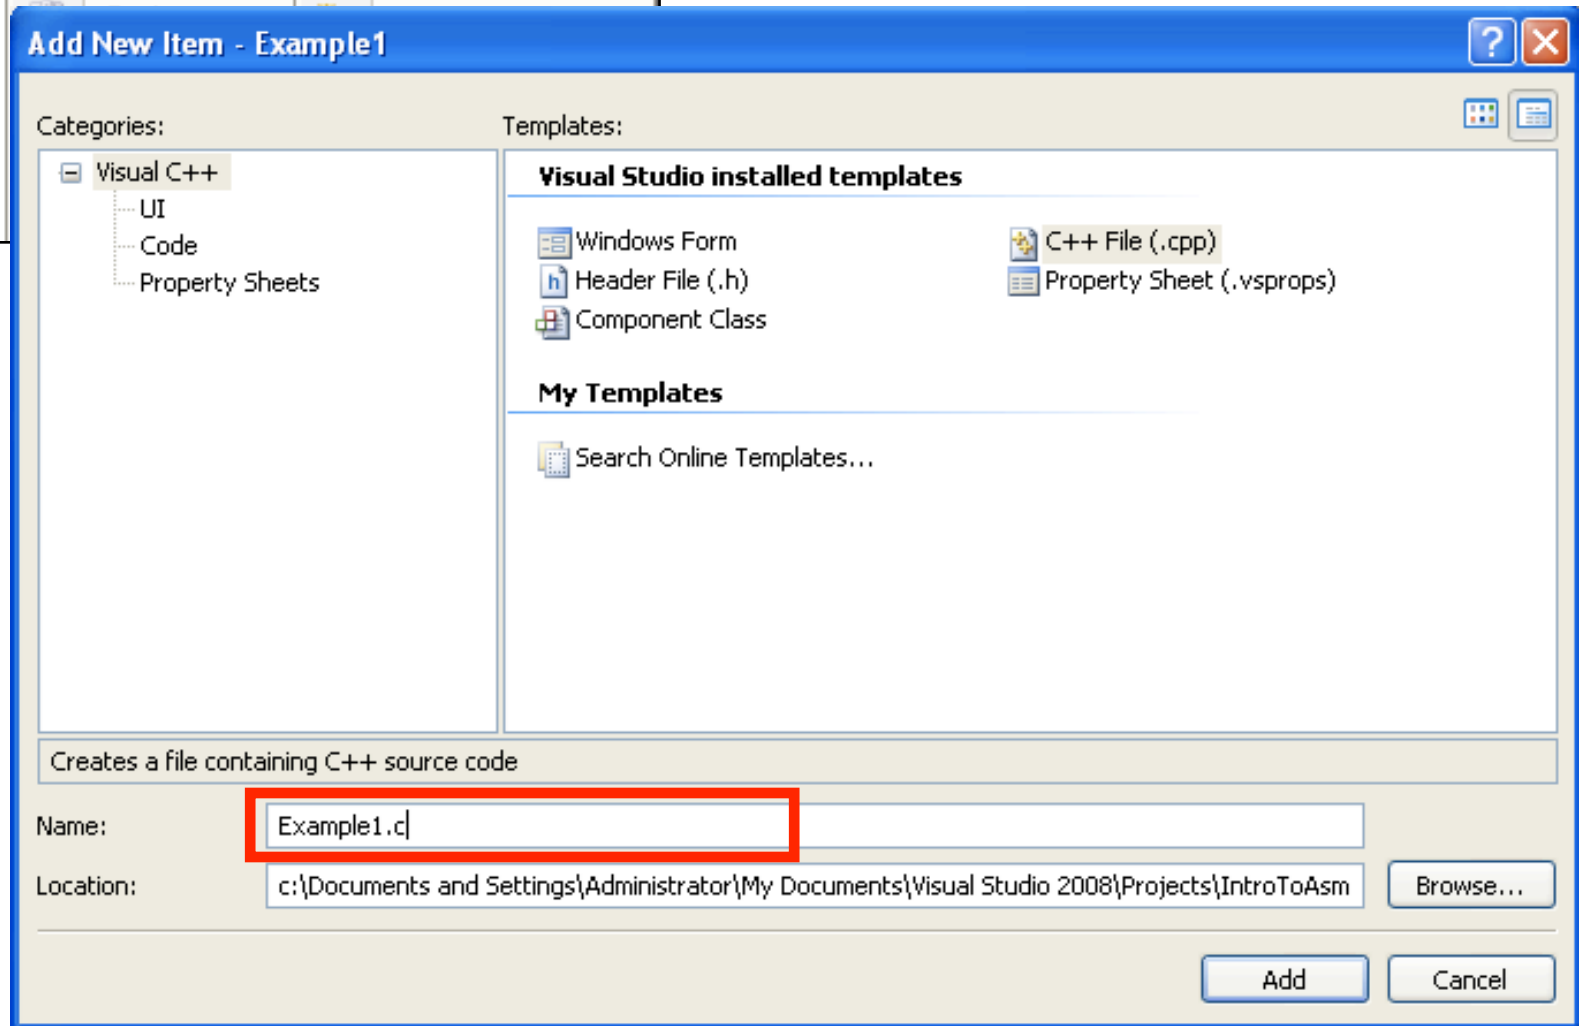 Add New Item - Example1
?
Categories:
Templates:
Visual C++
UI
Code
Property Sheets
Visual Studio installed templates
Windows Form
C++ File (.cpp)
Header File (.h)
Property Sheet (.vsprops)
Component Class
My Templates
Search Online Templates...
Creates a file containing C++ source code
Name:
Example1.c
Location:
c:\Documents and Settings\Administrator\My Documents\Visual Studio 2008\Projects\IntroToAsm
Browse...
Add
Cancel